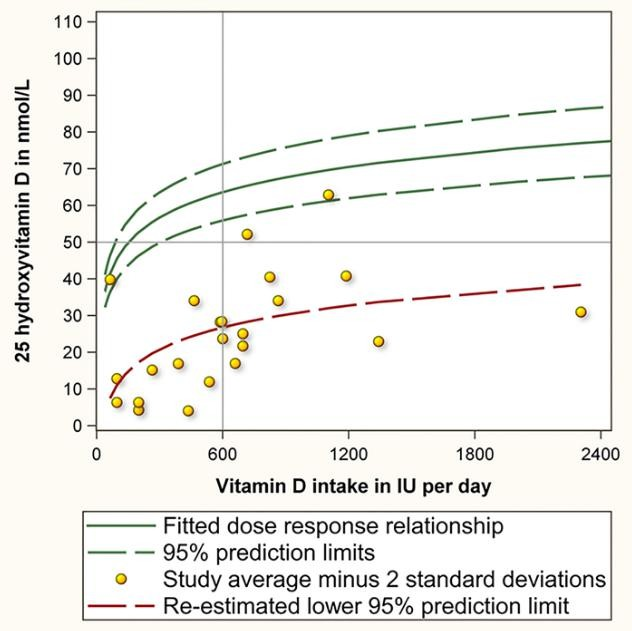 25 hydroxyvitamin D in nmol/L
110
100
90
80
70
60
50
40
30
20
10
0
0 600 1200 1800 2400
Vitamin D intake in IU per day
Fitted dose response relationship
95% prediction limits
Study average minus 2 standard deviations
Re-estimated lower 95% prediction limit